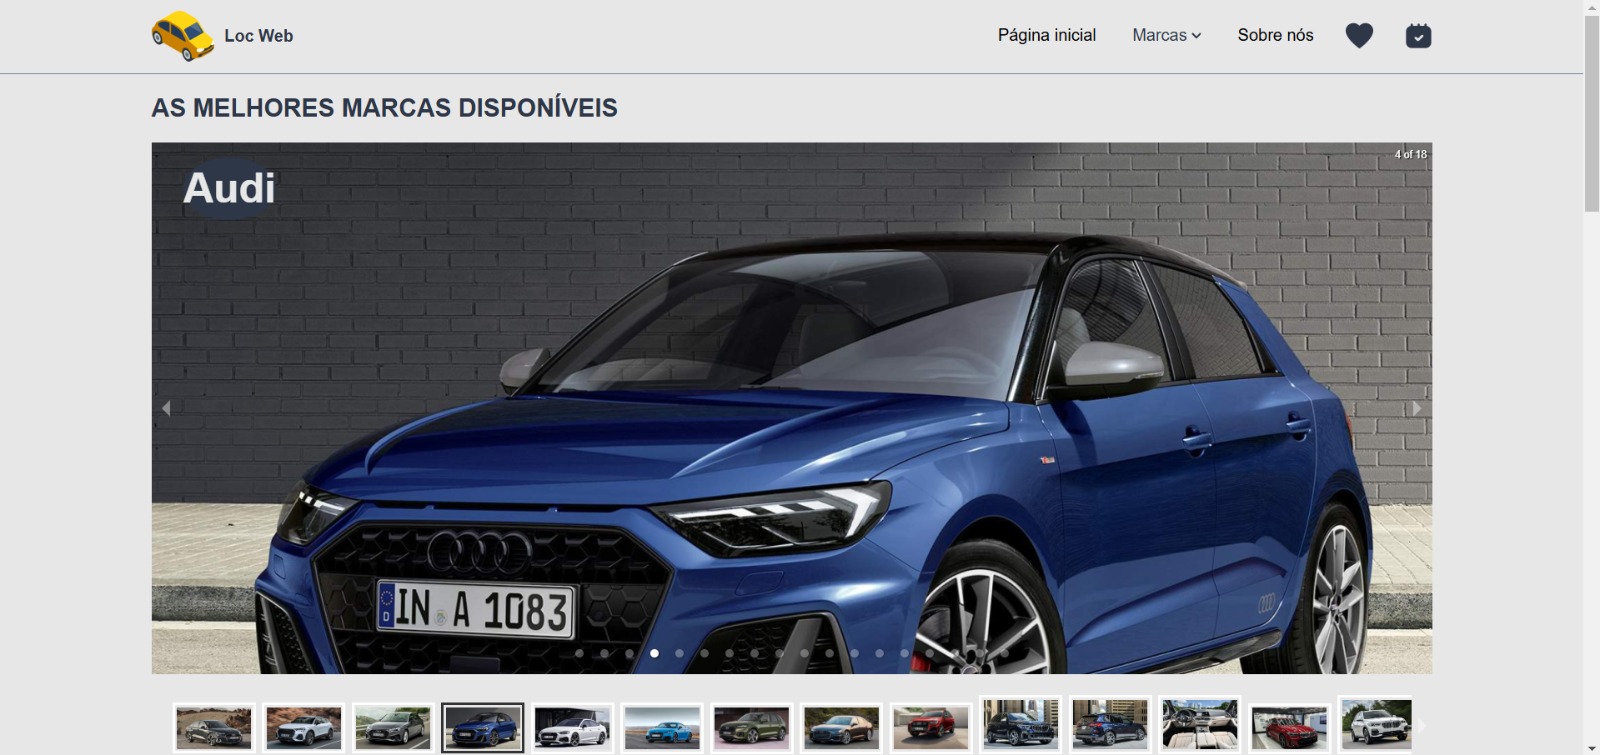 Loc Web
Página inicial
Marcas
Sobre nós
AS MELHORES MARCAS DISPONÍVEIS
4 of 18
Audi
D
IN A 1083